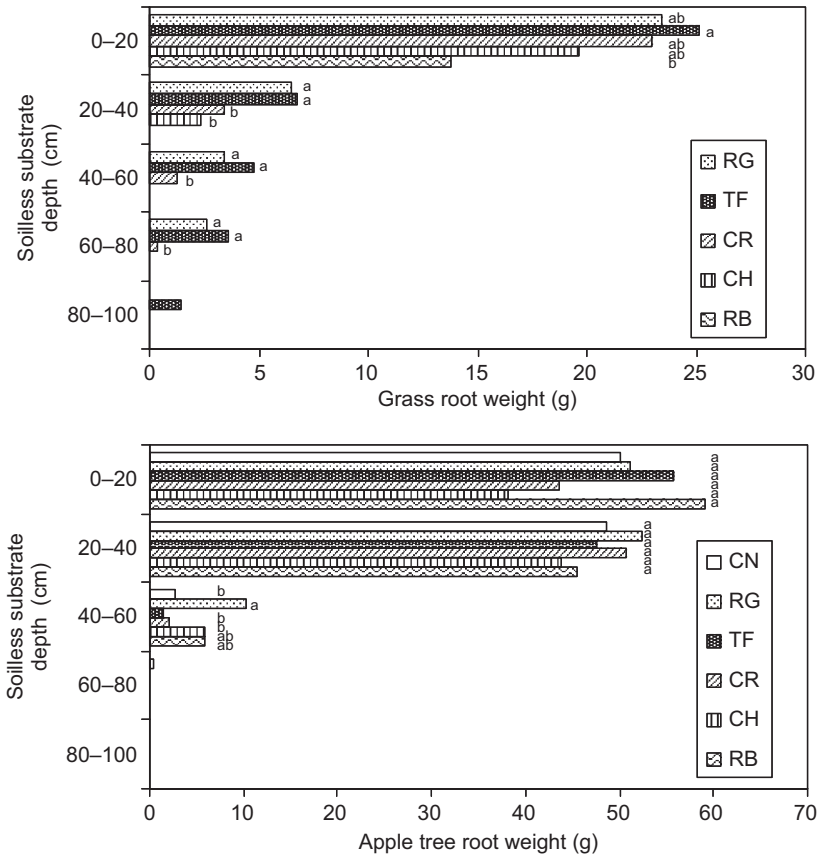 0–20
20–40
40–60
60–80
80–100
Soilless substrate
depth (cm)
ab
a
ab
ab
b
a
a
b
b
a
a
b
a
a
b
RG
TF
CR
CH
RB
0 5 10 15 20 25 30
Grass root weight (g)
0–20
20–40
40–60
60–80
80–100
Soilless substrate
depth (cm)
a
a
a
a
a
a
a
a
a
a
a
a
b
a
b
b
ab
ab
CN
RG
TF
CR
CH
RB
0 10 20 30 40 50 60 70
Apple tree root weight (g)